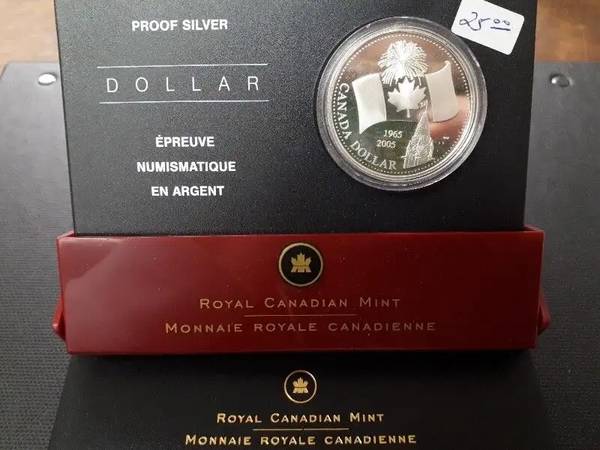 PROOF SILVER
DOLLAR
ÉPREUVE
NUMISMATIQUE
EN ARGENT
25.00
CANADA DOLLAR
1965
2005
ROYAL CANADIAN MINT
MONNAIE ROYALE CANADIENNE
ROYAL CANADIAN MINT
MONNAIE ROYALE CANADIENNE